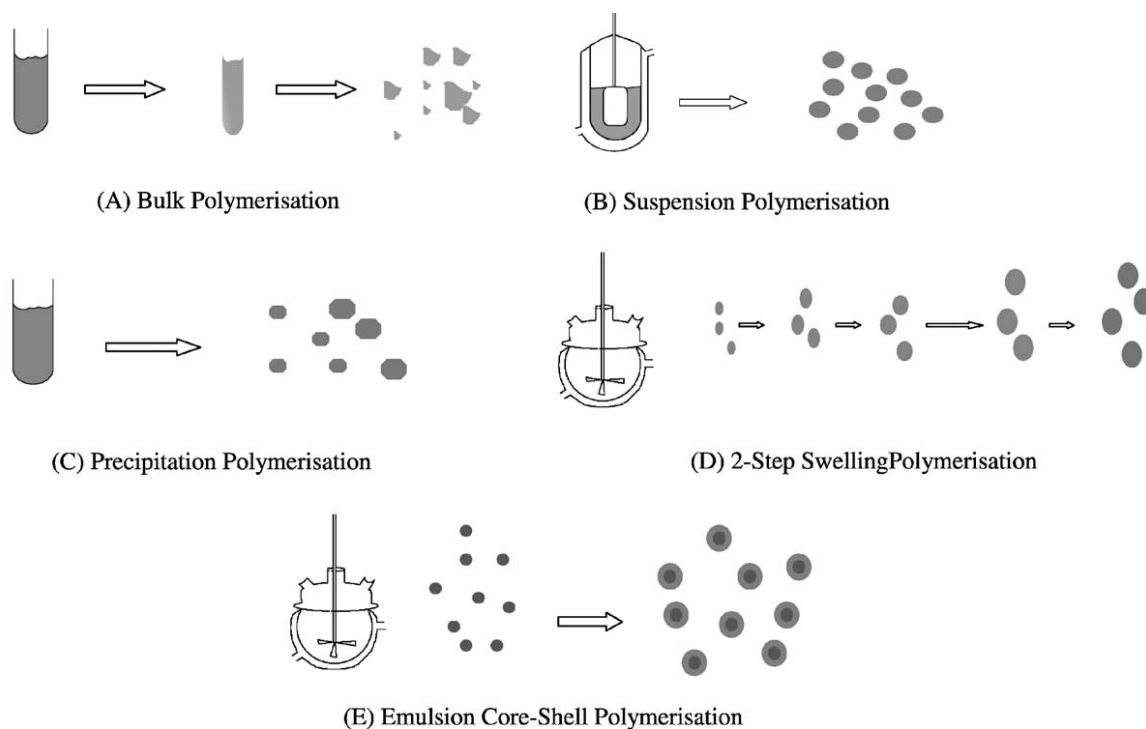 (A) Bulk Polymerisation
(B) Suspension Polymerisation
(C) Precipitation Polymerisation
(D) 2-Step SwellingPolymerisation
(E) Emulsion Core-Shell Polymerisation